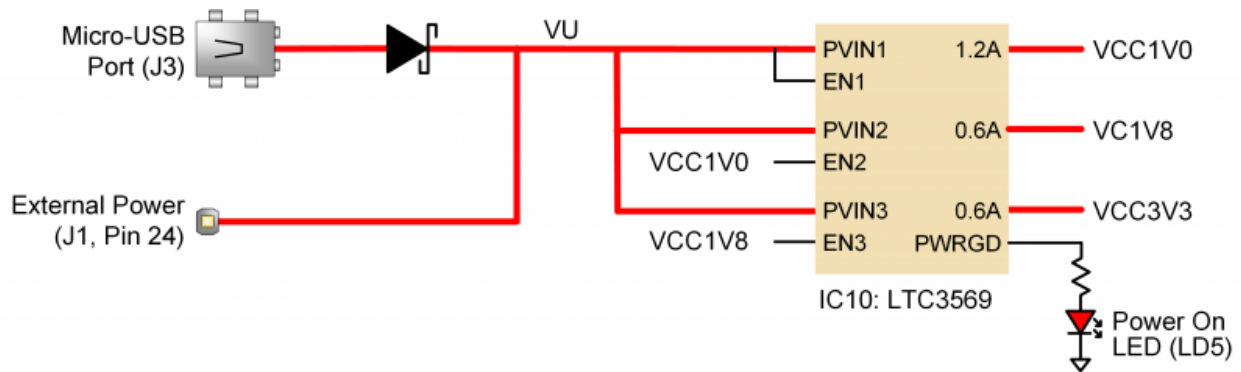 Micro-USB
Port (J3)
VU
External Power
(J1, Pin 24)
PVIN1
1.2A
VCC1V0
EN1
PVIN2
0.6A
VC1V8
VCC1V0
EN2
PVIN3
0.6A
VCC3V3
VCC1V8
EN3
PWRGD
IC10: LTC3569
Power On
LED (LD5)